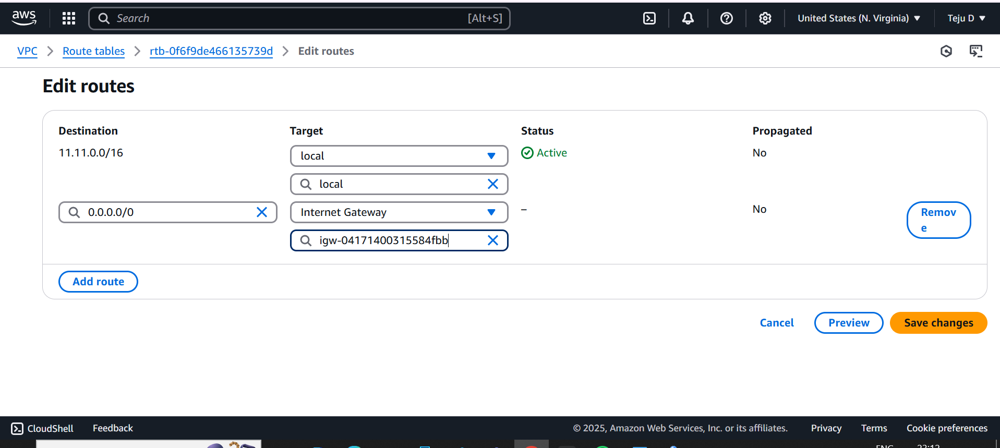 aws
Search [Alt+S]
United States (N. Virginia) Teju D
VPC Route tables rtb-0f6f9de466135739d Edit routes
Edit routes
Destination Target Status Propagated
11.11.0.0/16 local Active No
local
0.0.0.0/0 Internet Gateway – No Remov
e
igw-04171400315584fbb
Add route
Cancel Preview Save changes
CloudShell Feedback © 2025, Amazon Web Services, Inc. or its affiliates. Privacy Terms Cookie preferences